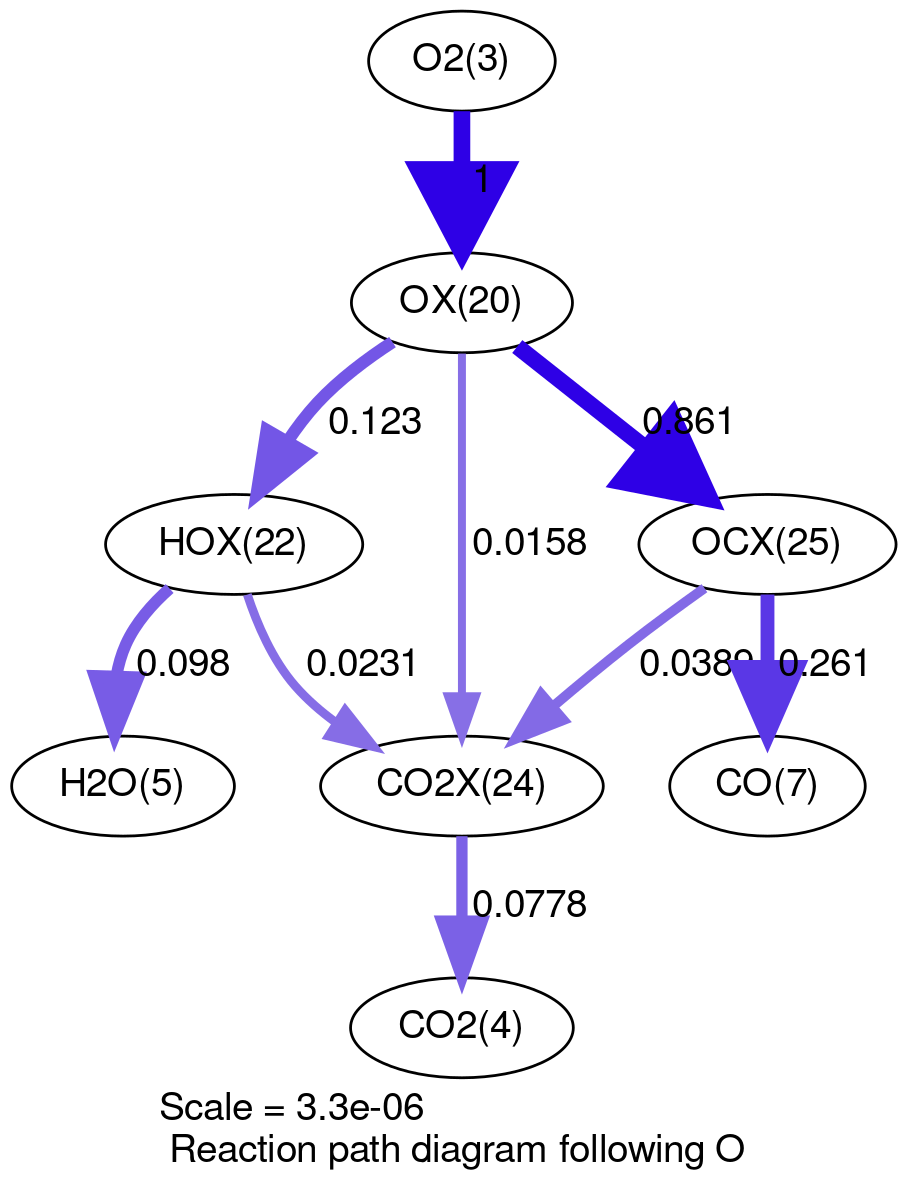 O2(3)
1
OX(20)
0.123
0.861
HOX(22)
0.0158
OCX(25)
0.098
0.0231
0.0389
0.261
H2O(5)
CO2X(24)
CO(7)
0.0778
CO2(4)
Scale = 3.3e-06
Reaction path diagram following O